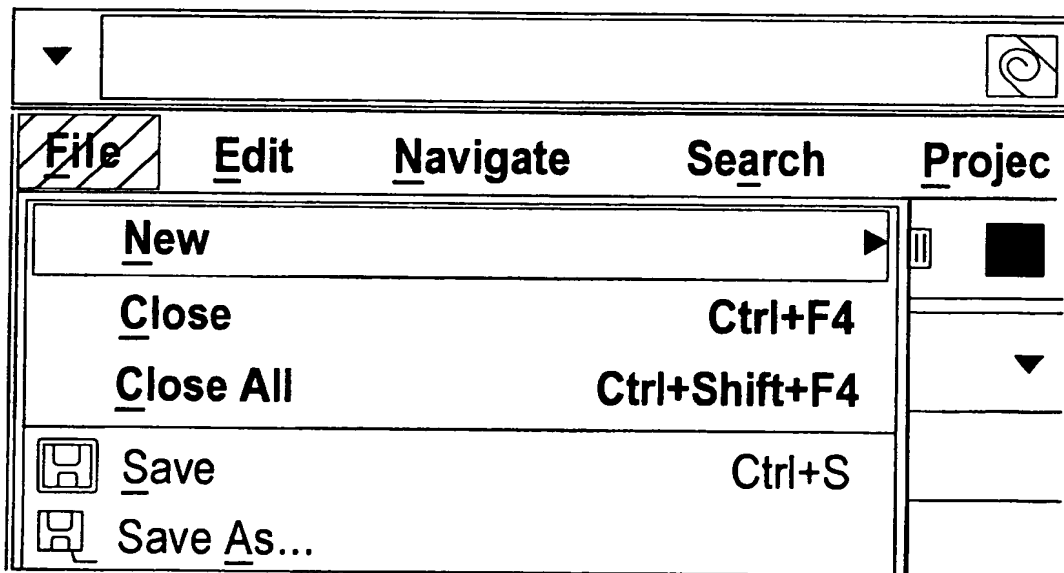 File Edit Navigate Search Projec
New
Close Ctrl+F4
Close All Ctrl+Shift+F4
Save Ctrl+S
Save As...